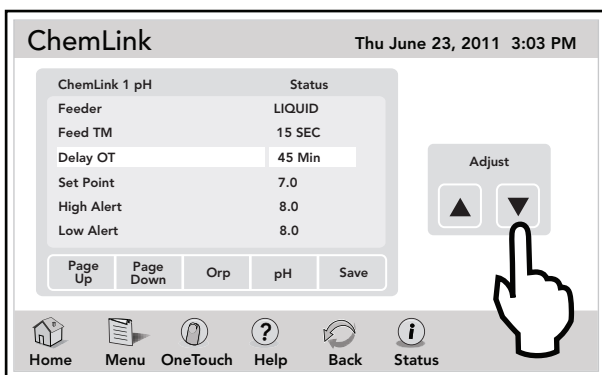 ChemLink Thu June 23, 2011 3:03 PM
ChemLink 1 pH Status
Feeder LIQUID
Feed TM 15 SEC
Delay OT 45 Min
Set Point 7.0
High Alert 8.0
Low Alert 8.0
Adjust
Page Up Page Down Orp pH Save
Home Menu OneTouch Help Back Status